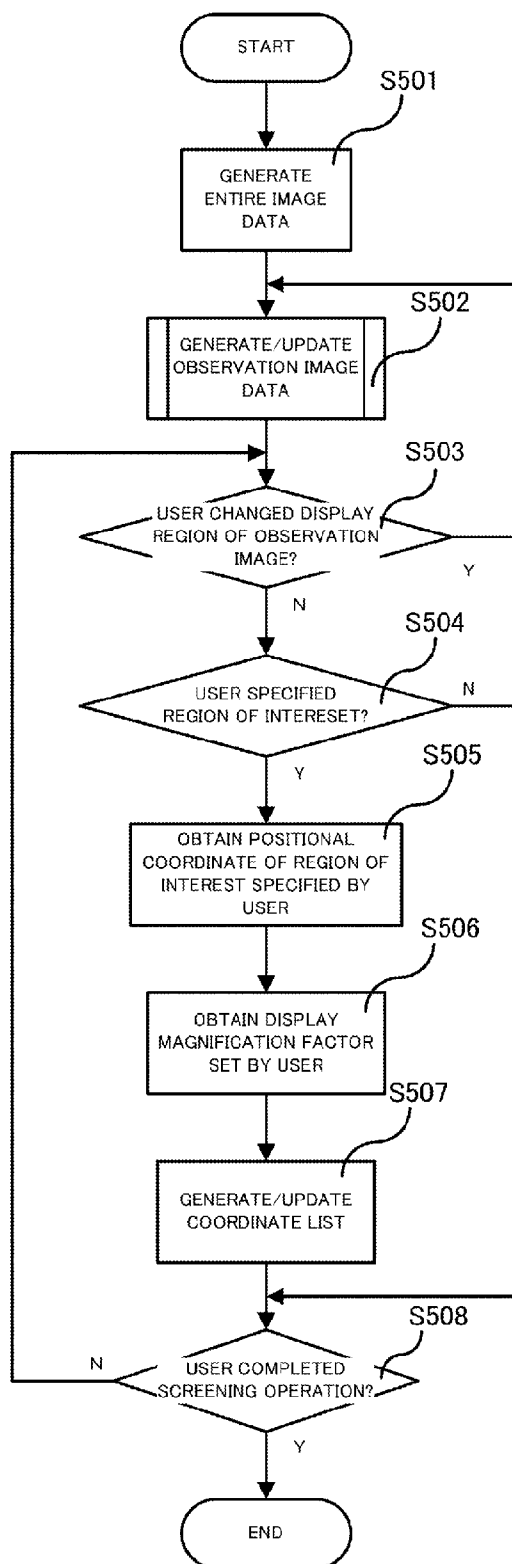 START
S501
GENERATE
ENTIRE IMAGE
DATA
S502
GENERATE/UPDATE
OBSERVATION IMAGE
DATA
S503
USER CHANGED DISPLAY
REGION OF OBSERVATION
IMAGE?
Y
N
S504
USER SPECIFIED
REGION OF INTERESET?
N
Y
S505
OBTAIN POSITIONAL
COORDINATE OF REGION OF
INTEREST SPECIFIED BY
USER
S506
OBTAIN DISPLAY
MAGNIFICATION FACTOR
SET BY USER
S507
GENERATE/UPDATE
COORDINATE LIST
S508
N
USER COMPLETED
SCREENING OPERATION?
Y
END